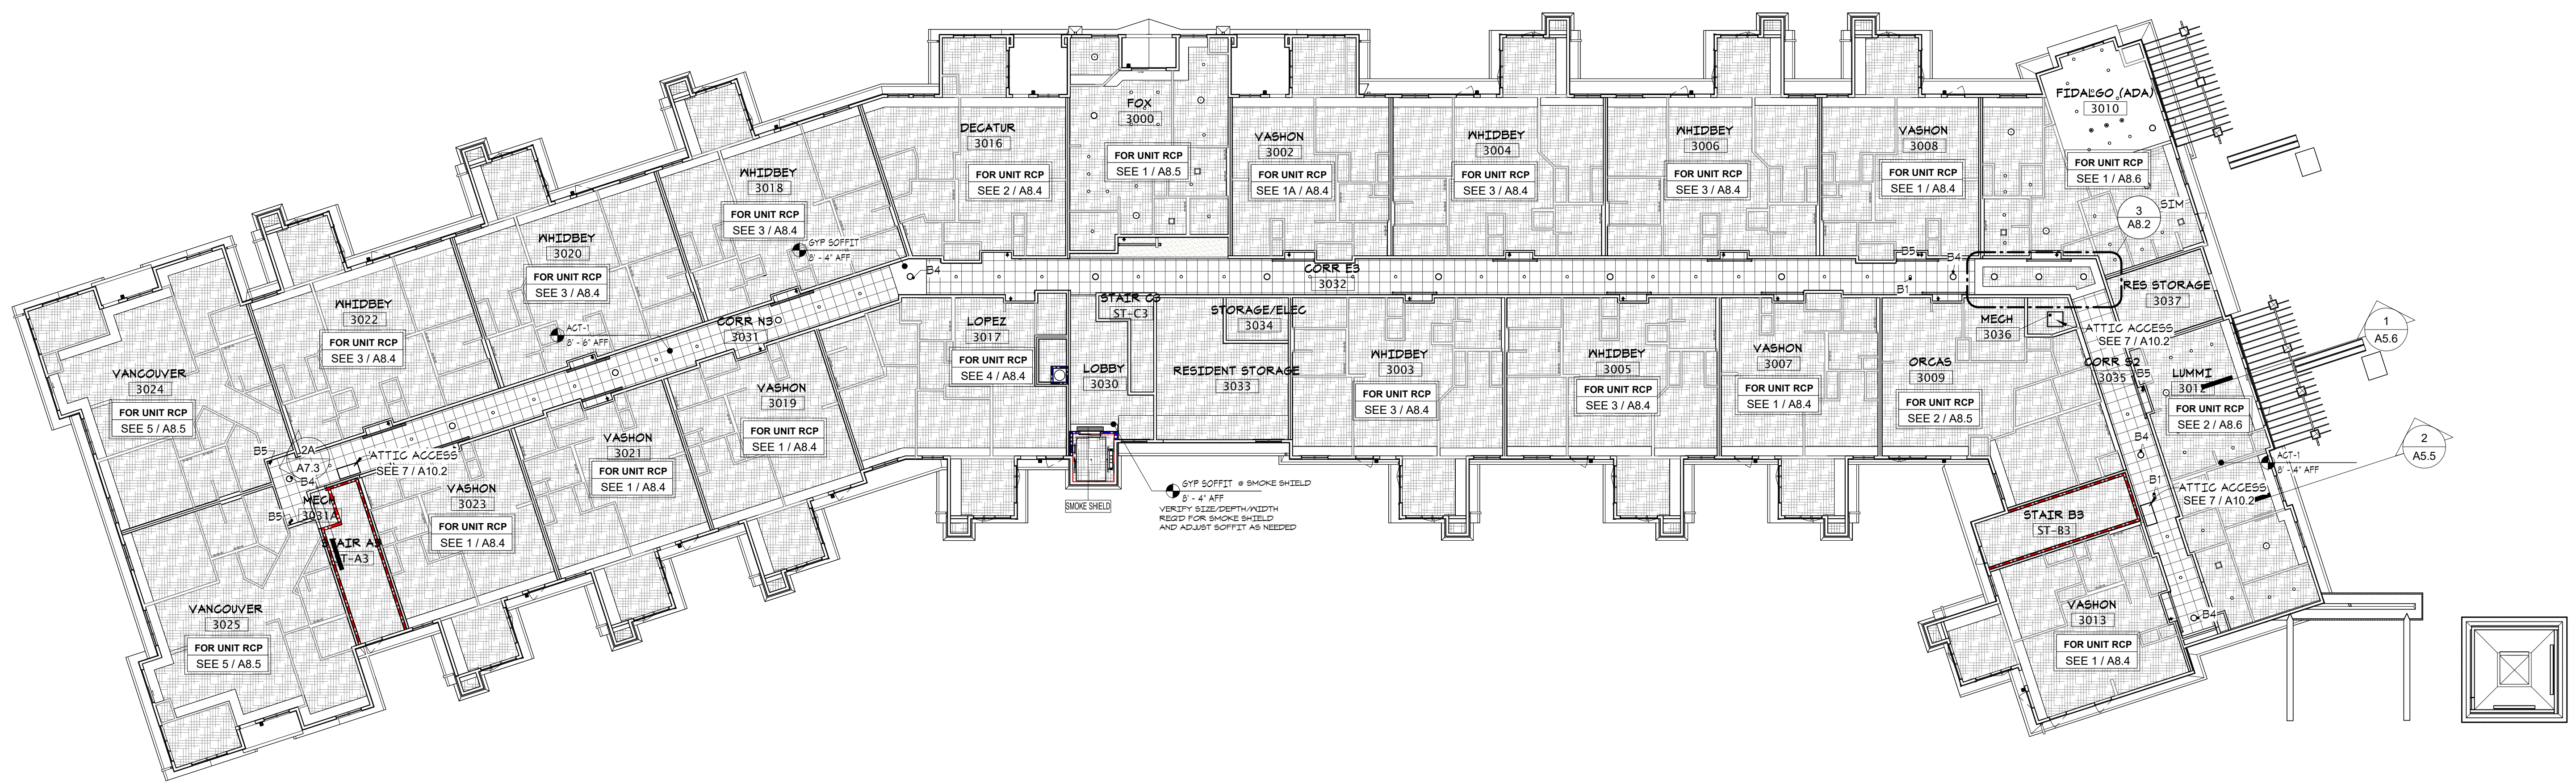 FOX
3000
FOR UNIT RCP
SEE 1 / A8.5
DECATUR
3016
FOR UNIT RCP
SEE 2 / A8.4
VASHON
3002
FOR UNIT RCP
SEE 1A / A8.4
WHIDBEY
3004
FOR UNIT RCP
SEE 3 / A8.4
WHIDBEY
3006
FOR UNIT RCP
SEE 3 / A8.4
VASHON
3008
FOR UNIT RCP
SEE 1 / A8.4
FIDALGO (ADA)
3010
FOR UNIT RCP
SEE 1 / A8.6
SIM
3
A8.2
WHIDBEY
3018
FOR UNIT RCP
SEE 3 / A8.4
GYP SOFFIT
8' - 4" AFF
WHIDBEY
3020
FOR UNIT RCP
SEE 3 / A8.4
WHIDBEY
3022
FOR UNIT RCP
SEE 3 / A8.4
ACT-1
8' - 6" AFF
CORR N3
3031
B4
CORR E3
3032
B5
B4
B1
RES STORAGE
3037
VANCOUVER
3024
FOR UNIT RCP
SEE 5 / A8.5
VASHON
3019
FOR UNIT RCP
SEE 1 / A8.4
LOPEZ
3017
FOR UNIT RCP
SEE 4 / A8.4
STAIR C3
ST-C3
LOBBY
3030
STORAGE/ELEC
3034
RESIDENT STORAGE
3033
WHIDBEY
3003
FOR UNIT RCP
SEE 3 / A8.4
WHIDBEY
3005
FOR UNIT RCP
SEE 3 / A8.4
VASHON
3007
FOR UNIT RCP
SEE 1 / A8.4
ORCAS
3009
FOR UNIT RCP
SEE 2 / A8.5
MECH
3036
ATTIC ACCESS
SEE 7 / A10.2
CORR S2
3035
B5
LUMMI
3012
FOR UNIT RCP
SEE 2 / A8.6
1
A5.6
2
A5.5
ACT-1
8' - 4" AFF
B4
B1
ATTIC ACCESS
SEE 7 / A10.2
B5
2A
A7.3
B4
B5
ATTIC ACCESS
SEE 7 / A10.2
MECH
3031A
VASHON
3021
FOR UNIT RCP
SEE 1 / A8.4
VASHON
3023
FOR UNIT RCP
SEE 1 / A8.4
STAIR A3
ST-A3
VANCOUVER
3025
FOR UNIT RCP
SEE 5 / A8.5
SMOKE SHIELD
GYP SOFFIT @ SMOKE SHIELD
8' - 4" AFF
VERIFY SIZE/DEPTH/WIDTH
REQ'D FOR SMOKE SHIELD
AND ADJUST SOFFIT AS NEEDED
STAIR B3
ST-B3
VASHON
3013
FOR UNIT RCP
SEE 1 / A8.4
B4